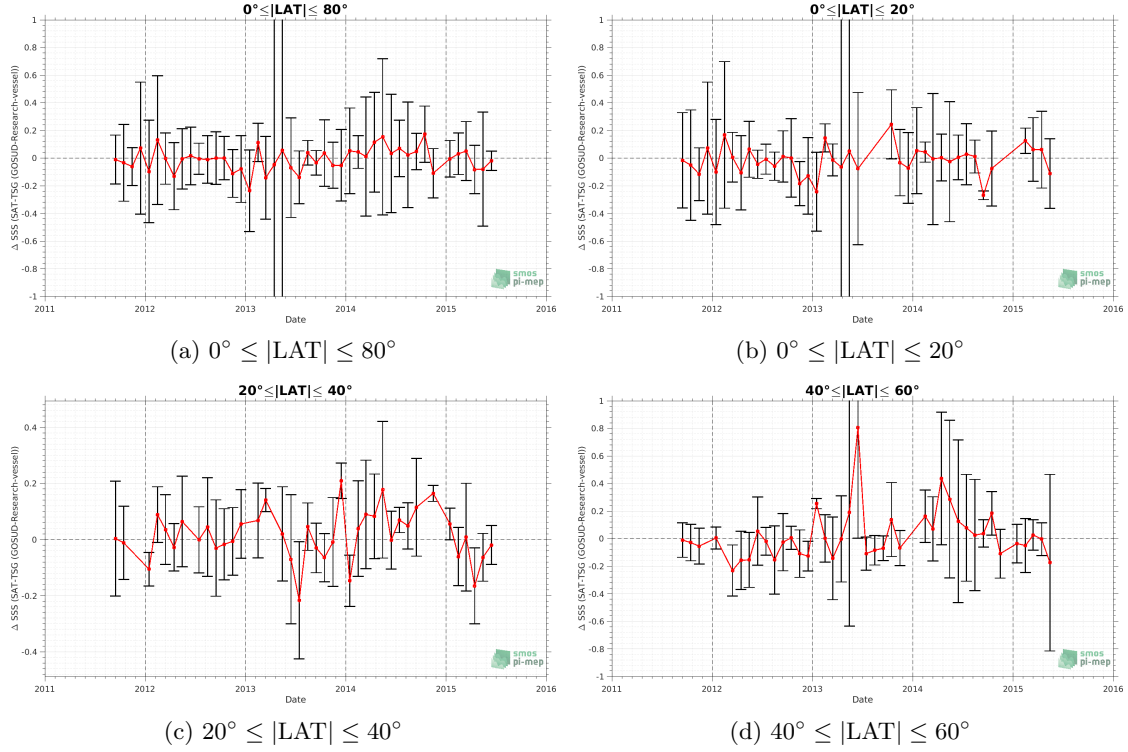 0°≤|LAT|≤ 80°
Δ SSS (SAT-TSG (GOSUD-Research-vessel))
1
0.8
0.6
0.4
0.2
0
-0.2
-0.4
-0.6
-0.8
-1
2011
2012
2013
2014
2015
2016
Date
smos
pi-mep
(a) 0° ≤ |LAT| ≤ 80°
0°≤|LAT|≤ 20°
Δ SSS (SAT-TSG (GOSUD-Research-vessel))
1
0.8
0.6
0.4
0.2
0
-0.2
-0.4
-0.6
-0.8
-1
2011
2012
2013
2014
2015
2016
Date
smos
pi-mep
(b) 0° ≤ |LAT| ≤ 20°
20°≤|LAT|≤ 40°
Δ SSS (SAT-TSG (GOSUD-Research-vessel))
0.4
0.2
0
-0.2
-0.4
2011
2012
2013
2014
2015
2016
Date
smos
pi-mep
(c) 20° ≤ |LAT| ≤ 40°
40°≤|LAT|≤ 60°
Δ SSS (SAT-TSG (GOSUD-Research-vessel))
1
0.8
0.6
0.4
0.2
0
-0.2
-0.4
-0.6
-0.8
-1
2011
2012
2013
2014
2015
2016
Date
smos
pi-mep
(d) 40° ≤ |LAT| ≤ 60°